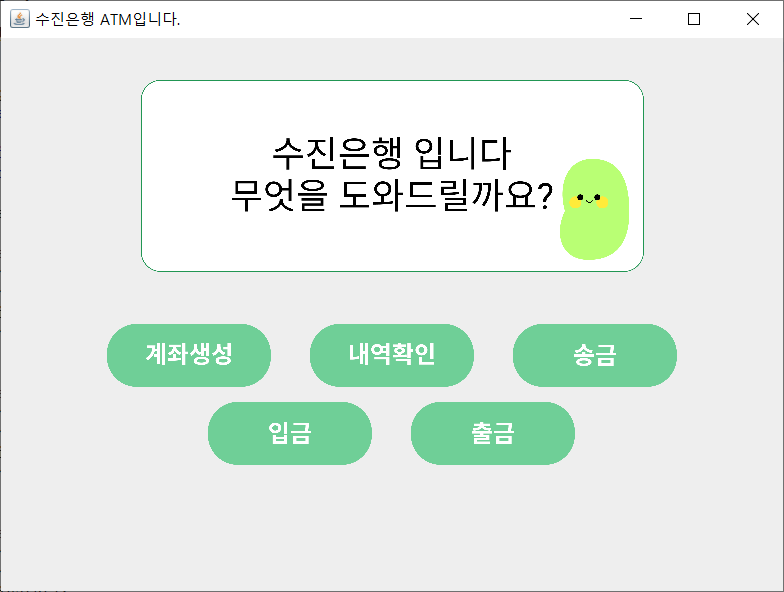 수진은행 ATM입니다.
수진은행 입니다
무엇을 도와드릴까요?
계좌생성
내역확인
송금
입금
출금